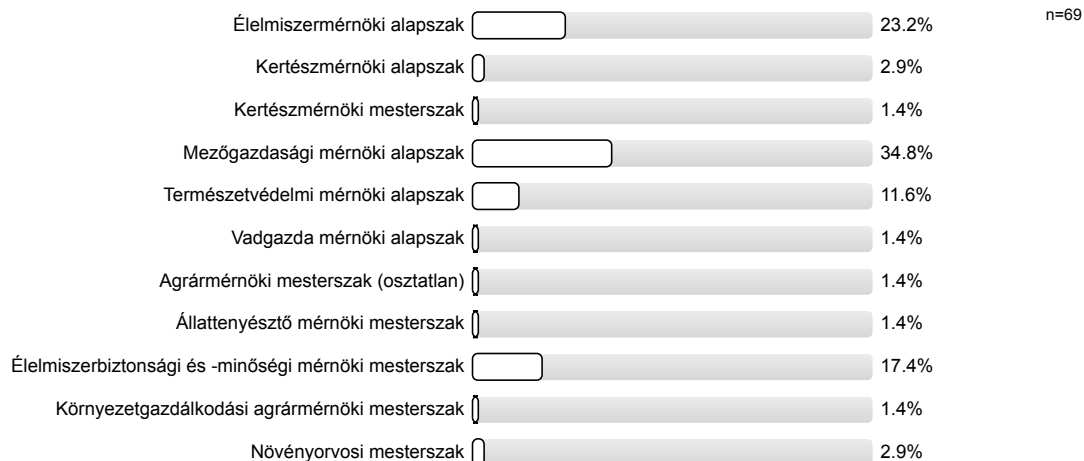 Élelmiszermérnöki alapszak 23.2% n=69
Kertészmérnöki alapszak 2.9%
Kertészmérnöki mesterszak 1.4%
Mezőgazdasági mérnöki alapszak 34.8%
Természetvédelmi mérnöki alapszak 11.6%
Vadgazda mérnöki alapszak 1.4%
Agrármérnöki mesterszak (osztatlan) 1.4%
Állattenyésztő mérnöki mesterszak 1.4%
Élelmiszerbiztonsági és -minőségi mérnöki mesterszak 17.4%
Környezetgazdálkodási agrármérnöki mesterszak 1.4%
Növényorvosi mesterszak 2.9%